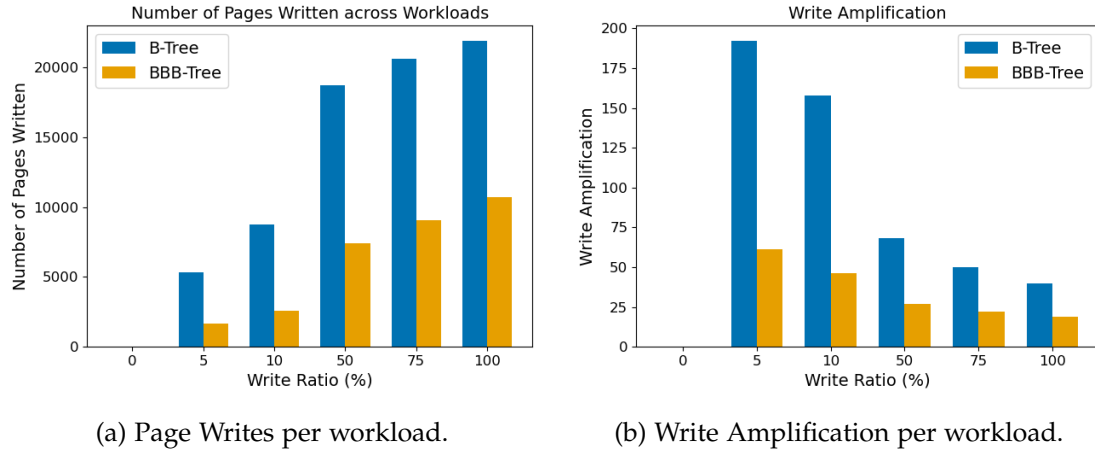 Number of Pages Written across Workloads
B-Tree
BBB-Tree
Number of Pages Written
20000
15000
10000
5000
0
0 5 10 50 75 100
Write Ratio (%)
(a) Page Writes per workload.
Write Amplification
B-Tree
BBB-Tree
Write Amplification
200
175
150
125
100
75
50
25
0
0 5 10 50 75 100
Write Ratio (%)
(b) Write Amplification per workload.